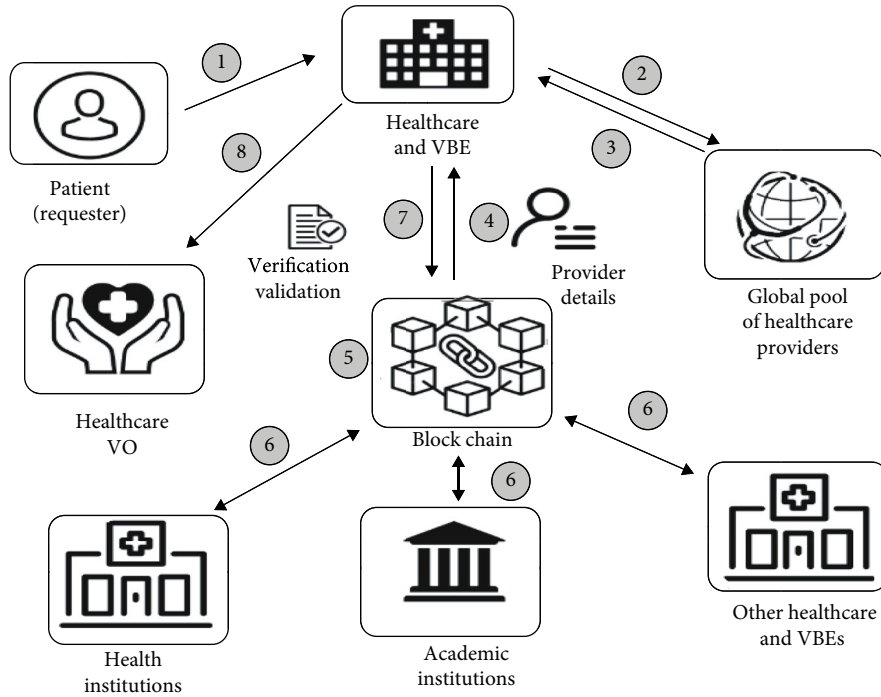 1
2
3
Healthcare
and VBE
8
Patient
(requester)
7
4
Verification
validation
Provider
details
Global pool
of healthcare
providers
5
Healthcare
VO
Block chain
6
6
6
Other healthcare
and VBEs
Health
institutions
Academic
institutions